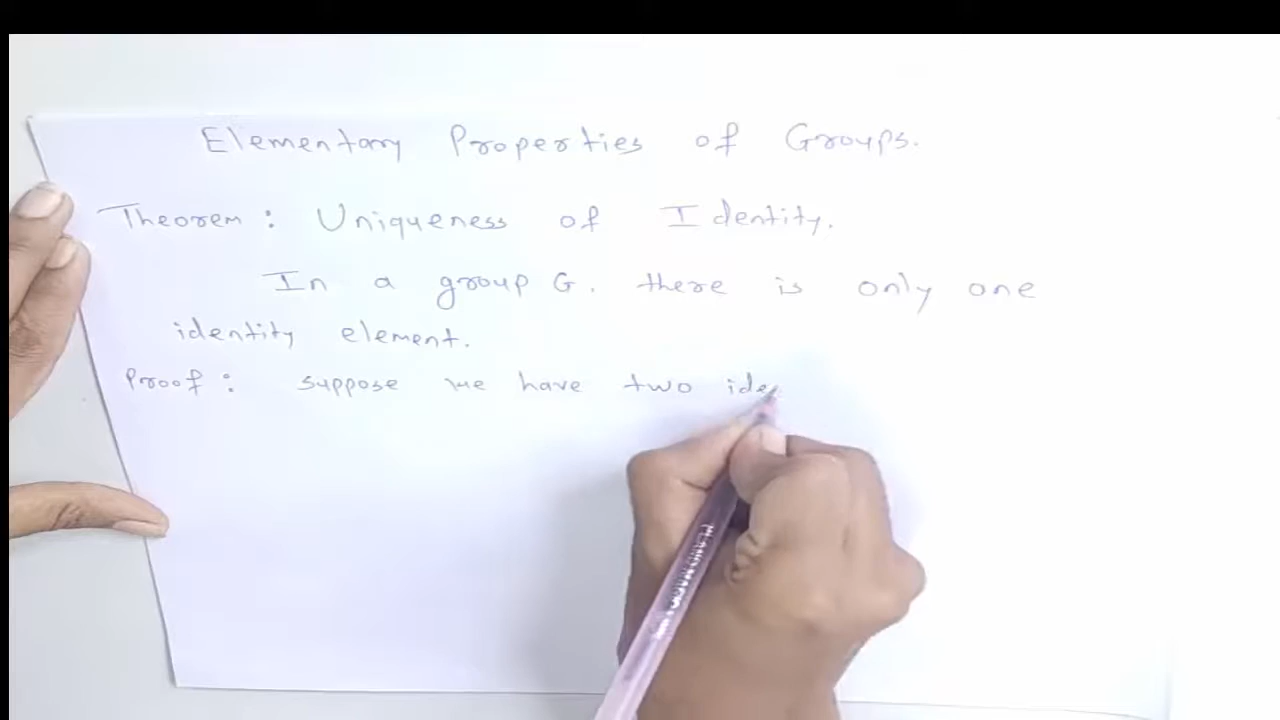 Elementary Properties of Groups.
Theorem : Uniqueness of Identity.
In a group G. there is only one
identity element.
Proof : Suppose we have two ide